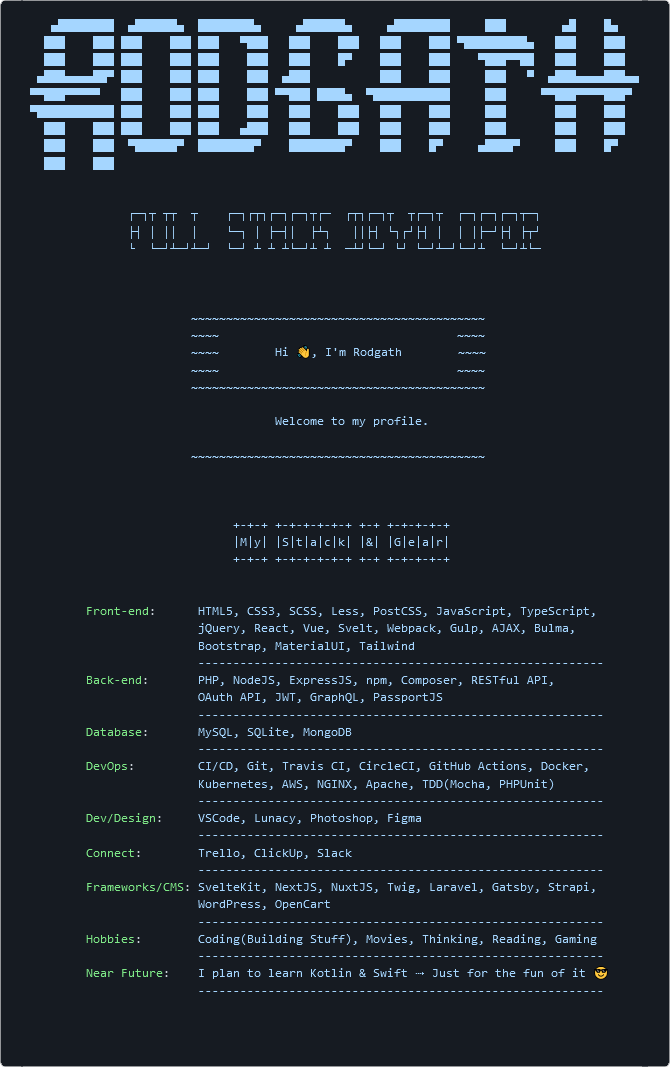 RODGATH
FULL STACK DEVELOPER
Hi 👋, I'm Rodgath
Welcome to my profile.
My Stack & Gear
Front-end: HTML5, CSS3, SCSS, Less, PostCSS, JavaScript, TypeScript,
jQuery, React, Vue, Svelt, Webpack, Gulp, AJAX, Bulma,
Bootstrap, MaterialUI, Tailwind
Back-end: PHP, NodeJS, ExpressJS, npm, Composer, RESTful API,
OAuth API, JWT, GraphQL, PassportJS
Database: MySQL, SQLite, MongoDB
DevOps: CI/CD, Git, Travis CI, CircleCI, GitHub Actions, Docker,
Kubernetes, AWS, NGINX, Apache, TDD(Mocha, PHPUnit)
Dev/Design: VSCode, Lunacy, Photoshop, Figma
Connect: Trello, ClickUp, Slack
Frameworks/CMS: SvelteKit, NextJS, NuxtJS, Twig, Laravel, Gatsby, Strapi,
WordPress, OpenCart
Hobbies: Coding(Building Stuff), Movies, Thinking, Reading, Gaming
Near Future: I plan to learn Kotlin & Swift → Just for the fun of it 😎